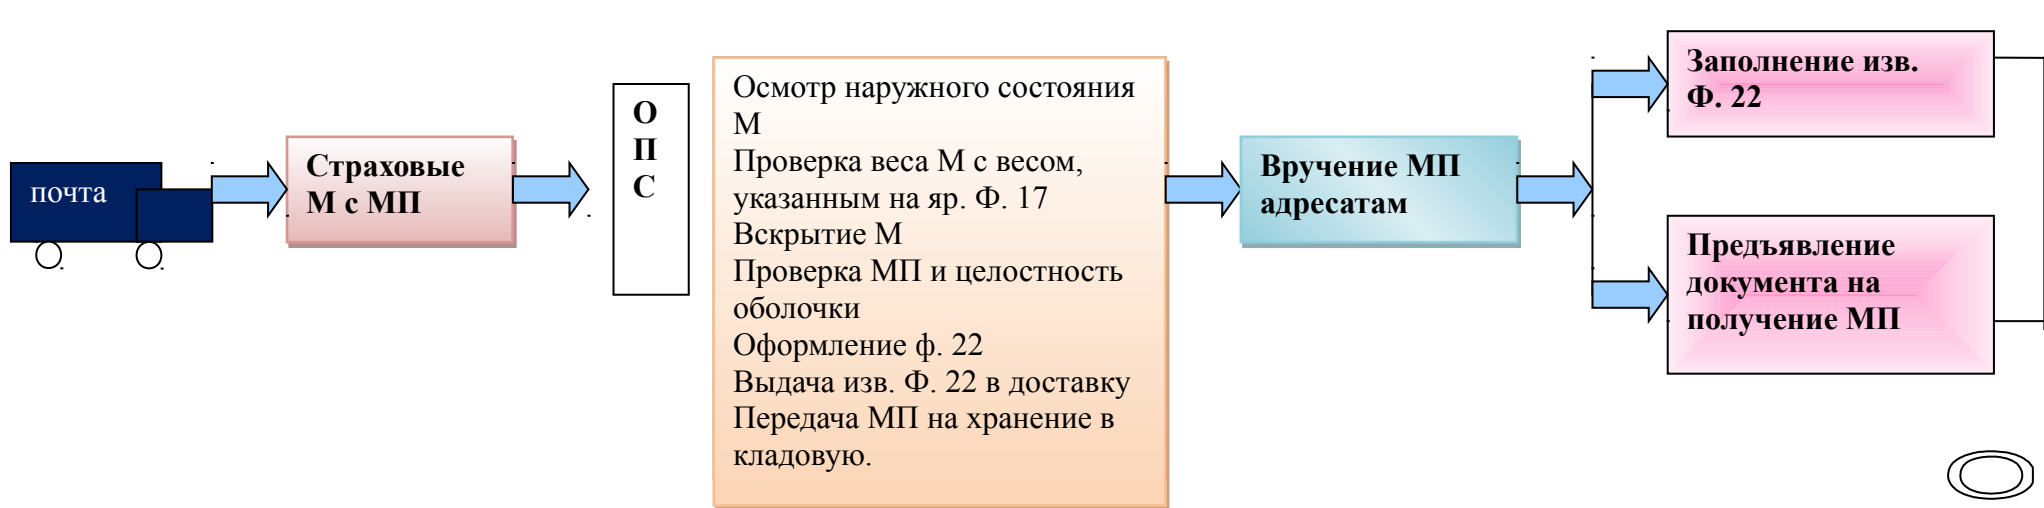 почта
Страховые
М с МП
О
П
С
Осмотр наружного состояния
М
Проверка веса М с весом,
указанным на яр. Ф. 17
Вскрытие М
Проверка МП и целостность
оболочки
Оформление ф. 22
Выдача изв. Ф. 22 в доставку
Передача МП на хранение в
кладовую.
Вручение МП
адресатам
Заполнение изв.
Ф. 22
Предъявление
документа на
получение МП